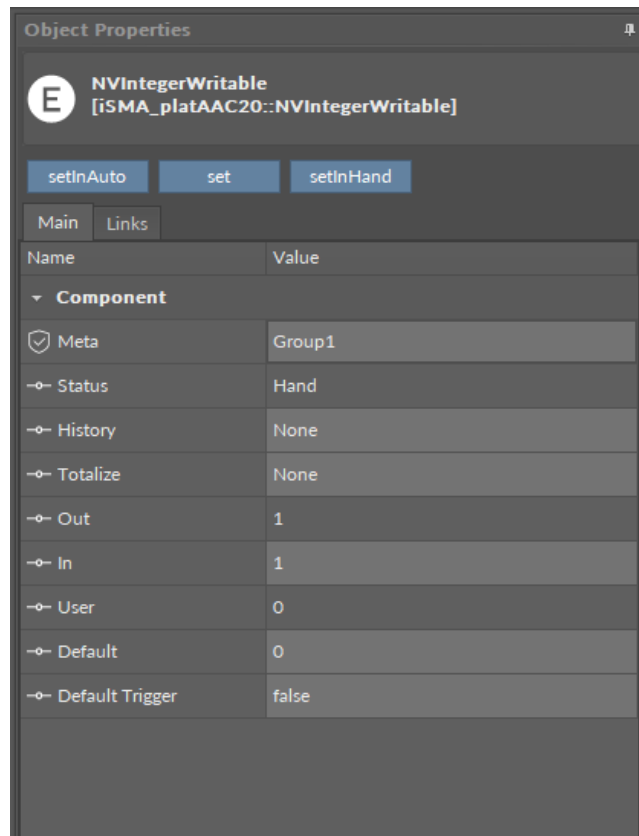 Object Properties
E
NVIntegerWritable
[iSMA_platAAC20::NVIntegerWritable]
setInAuto set setInHand
Main Links
Name Value
Component
Meta Group1
Status Hand
History None
Totalize None
Out 1
In 1
User 0
Default 0
Default Trigger false